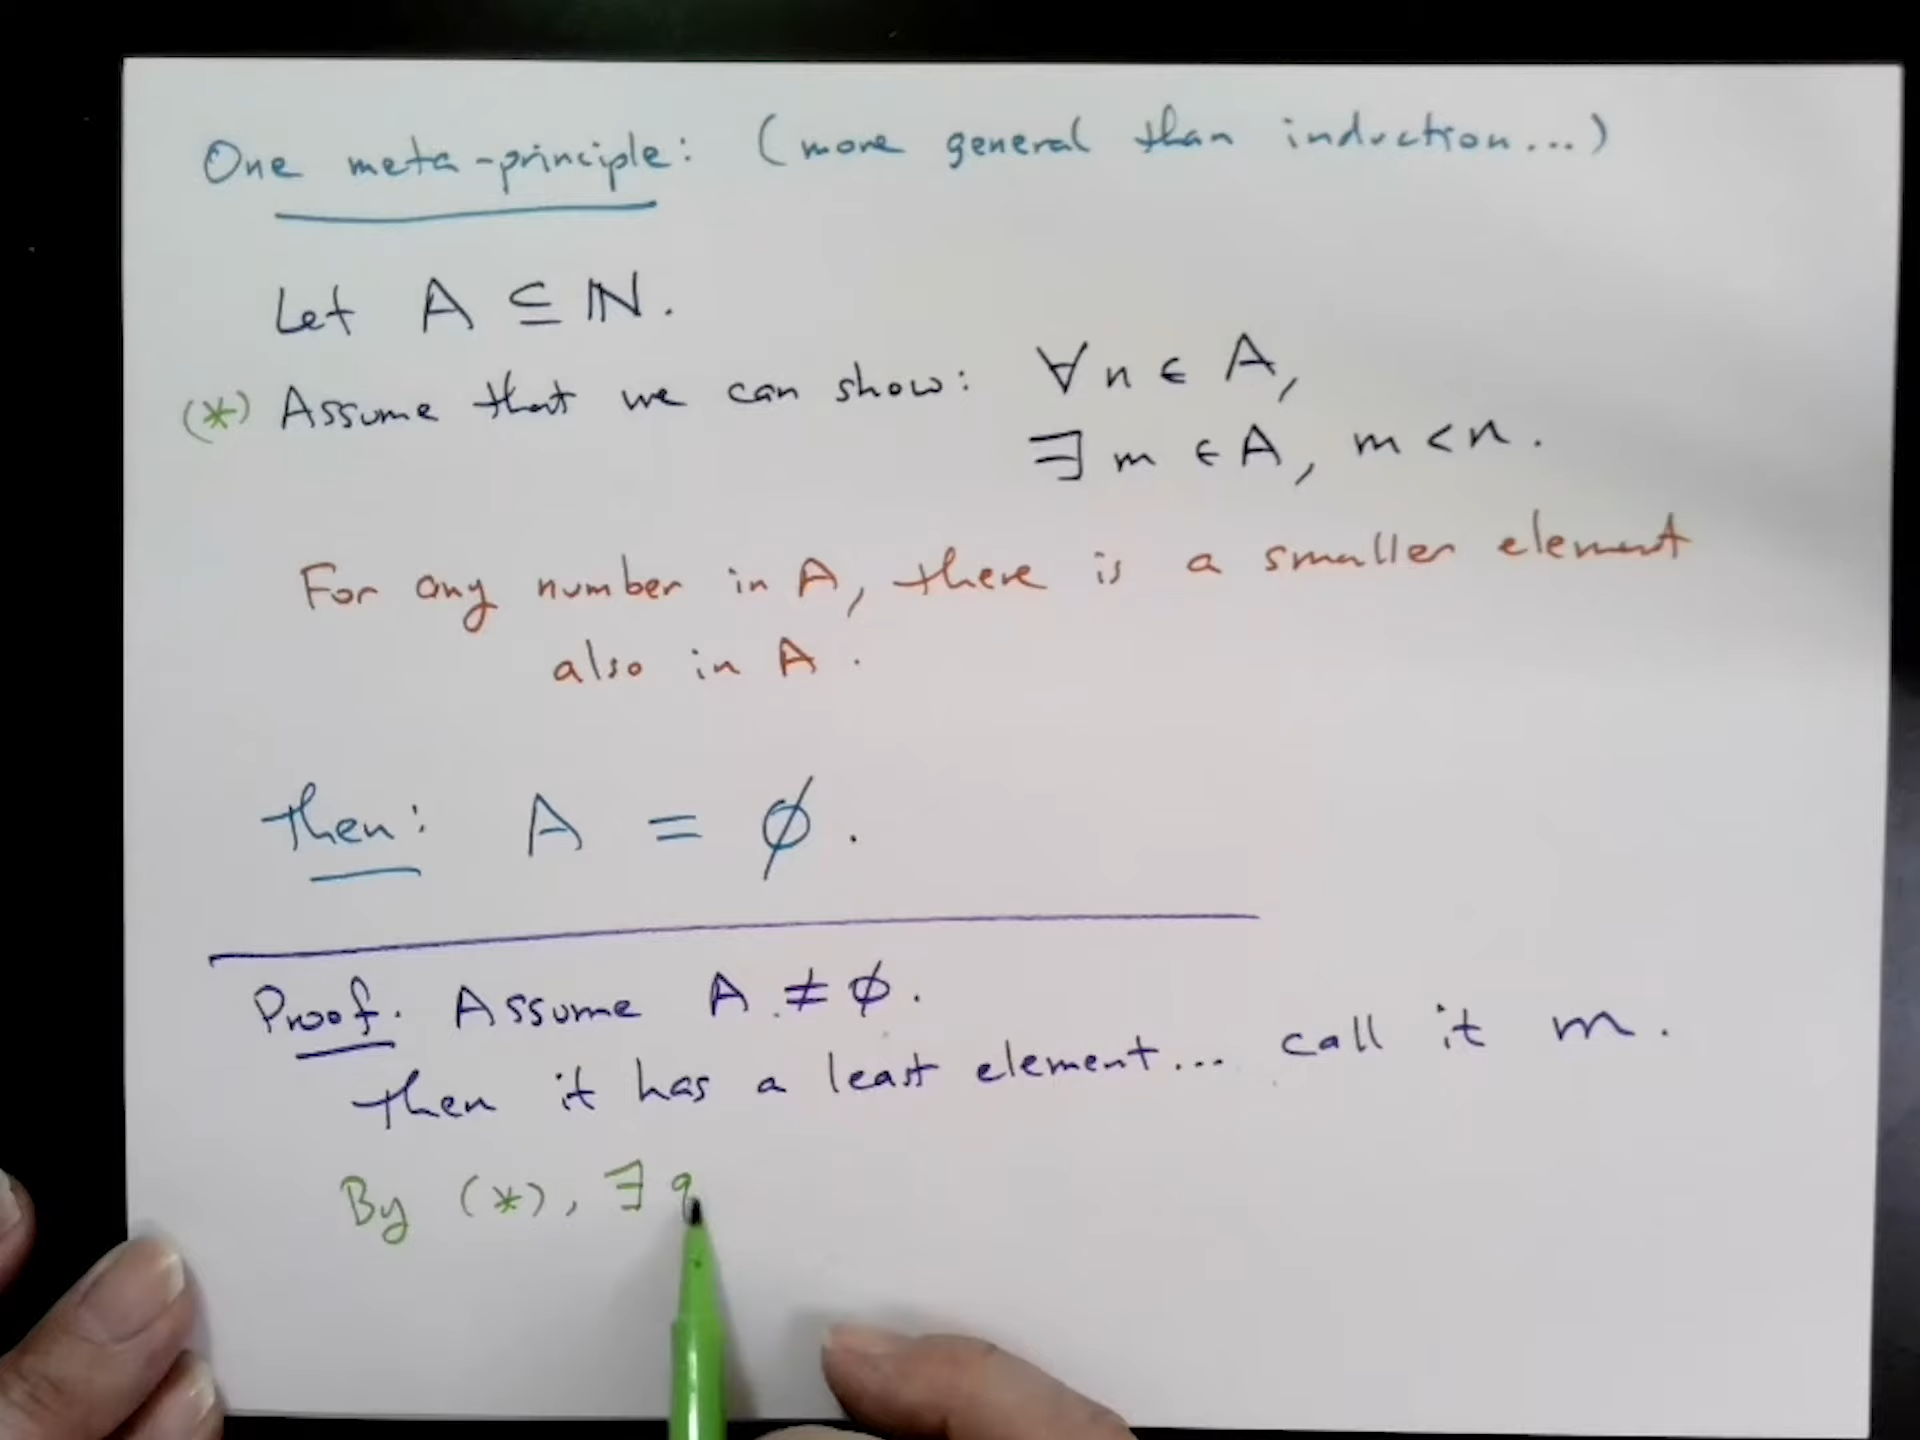 One meta-principle: (more general than induction...)
Let A ⊆ ℕ.
(*) Assume that we can show: ∀ n ∈ A,
∃ m ∈ A, m < n.
For any number in A, there is a smaller element
also in A.
Then: A = ∅.
Proof. Assume A ≠ ∅.
Then it has a least element... call it m.
By (*), ∃ q